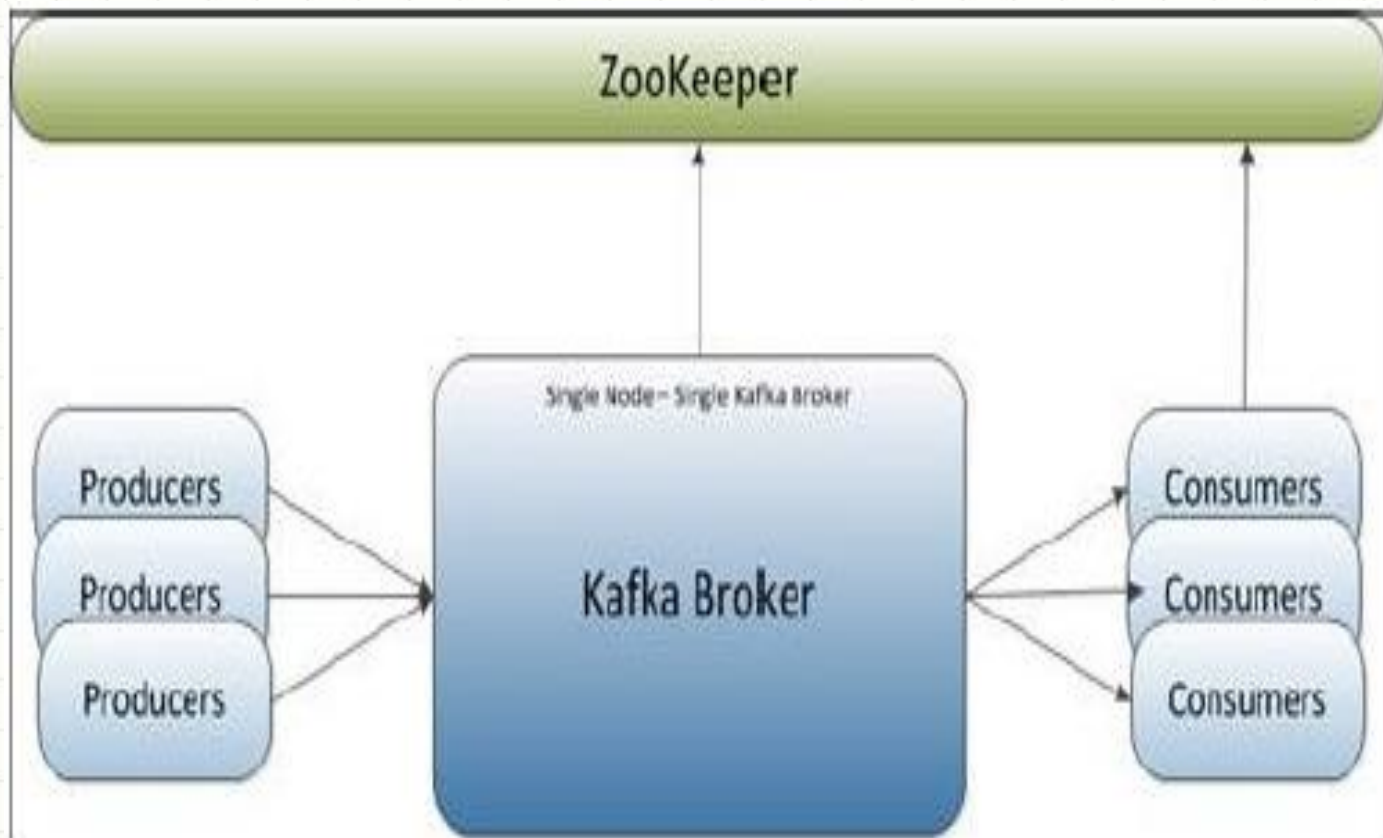 ZooKeeper
Single Node - Single Kafka Broker
Producers
Producers
Producers
Kafka Broker
Consumers
Consumers
Consumers